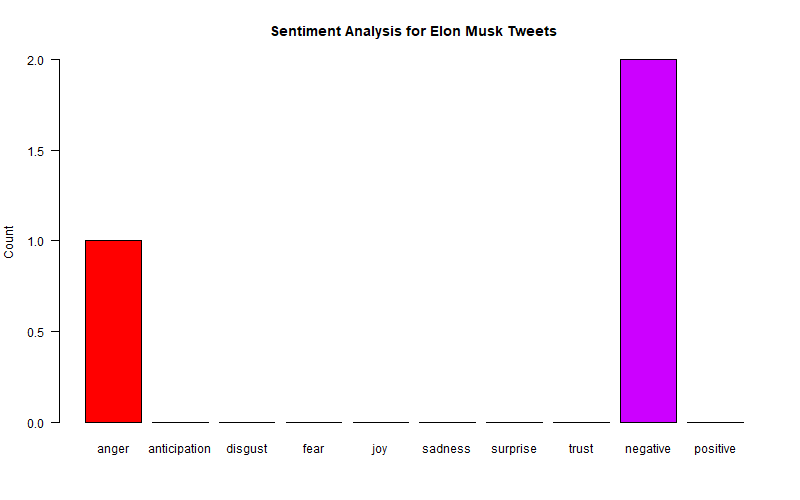 Sentiment Analysis for Elon Musk Tweets
2.0
1.5
1.0
0.5
0.0
Count
anger anticipation disgust fear joy sadness surprise trust negative positive